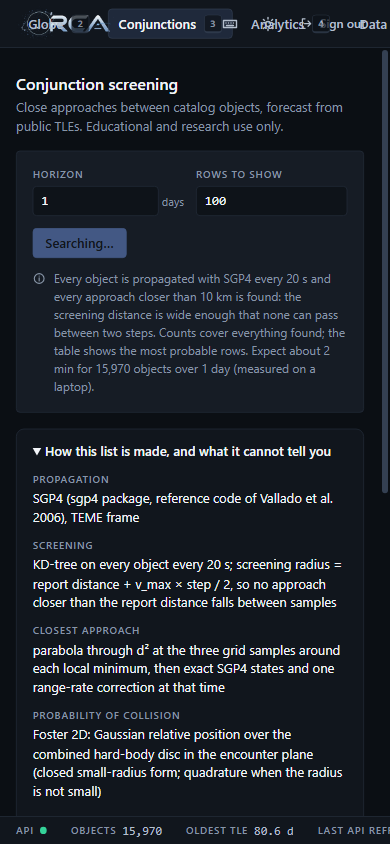 ORCA
Globe 2 Conjunctions 3 Analytics 4 Sign out Data
Conjunction screening
Close approaches between catalog objects, forecast from
public TLEs. Educational and research use only.
HORIZON ROWS TO SHOW
1 days 100
Searching...
Every object is propagated with SGP4 every 20 s and
every approach closer than 10 km is found: the
screening distance is wide enough that none can pass
between two steps. Counts cover everything found; the
table shows the most probable rows. Expect about 2
min for 15,970 objects over 1 day (measured on a
laptop).
▼ How this list is made, and what it cannot tell you
PROPAGATION
SGP4 (sgp4 package, reference code of Vallado et al.
2006), TEME frame
SCREENING
KD-tree on every object every 20 s; screening radius =
report distance + v_max × step / 2, so no approach
closer than the report distance falls between samples
CLOSEST APPROACH
parabola through d² at the three grid samples around
each local minimum, then exact SGP4 states and one
range-rate correction at that time
PROBABILITY OF COLLISION
Foster 2D: Gaussian relative position over the
combined hard-body disc in the encounter plane
(closed small-radius form; quadrature when the radius
is not small)
API OBJECTS 15,970 OLDEST TLE 80.6 d LAST API REF